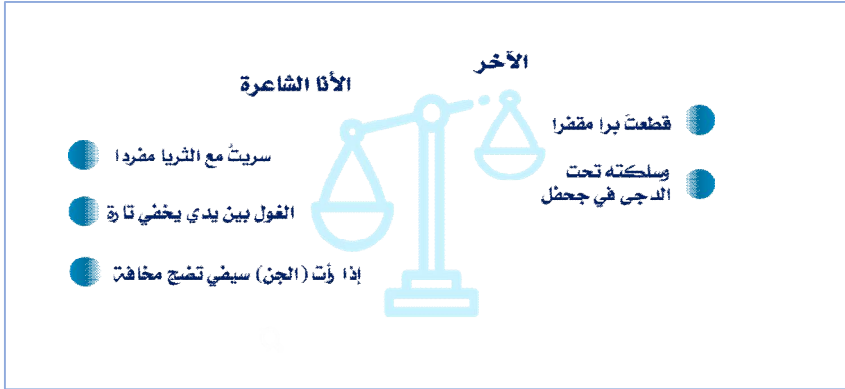 الآخر
قطعتَ برا مقفرا
وسلكته تحت
الدجى في جحفل
الأنا الشاعرة
سريتُ مع الثريا مفردا
الغول بين يدي يخفي تارة
إذا رأت (الجن) سيفي تضج مخافة